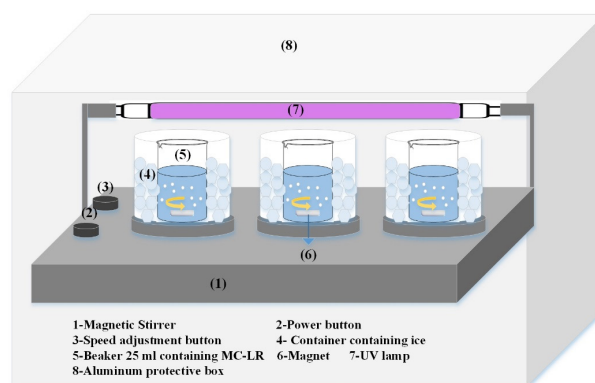 (8)
(7)
(5)
(4)
(3)
(2)
(6)
(1)
1-Magnetic Stirrer 2-Power button
3-Speed adjustment button 4- Container containing ice
5-Beaker 25 ml containing MC-LR 6-Magnet 7-UV lamp
8-Aluminum protective box